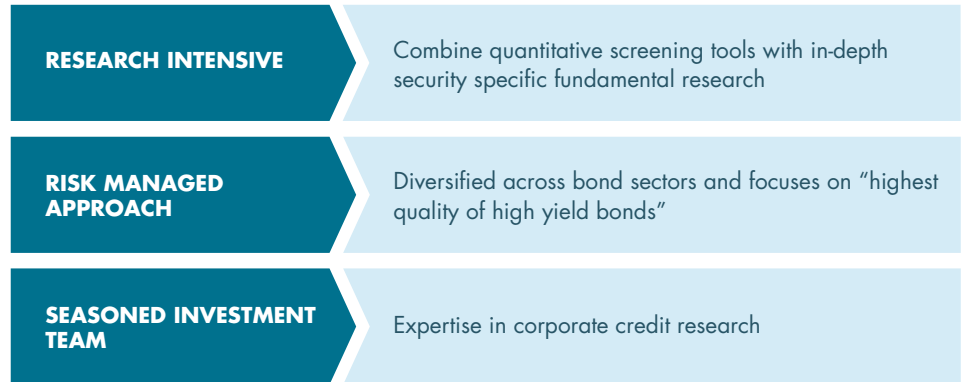 RESEARCH INTENSIVE
Combine quantitative screening tools with in-depth
security specific fundamental research
RISK MANAGED
APPROACH
Diversified across bond sectors and focuses on “highest
quality of high yield bonds”
SEASONED INVESTMENT
TEAM
Expertise in corporate credit research